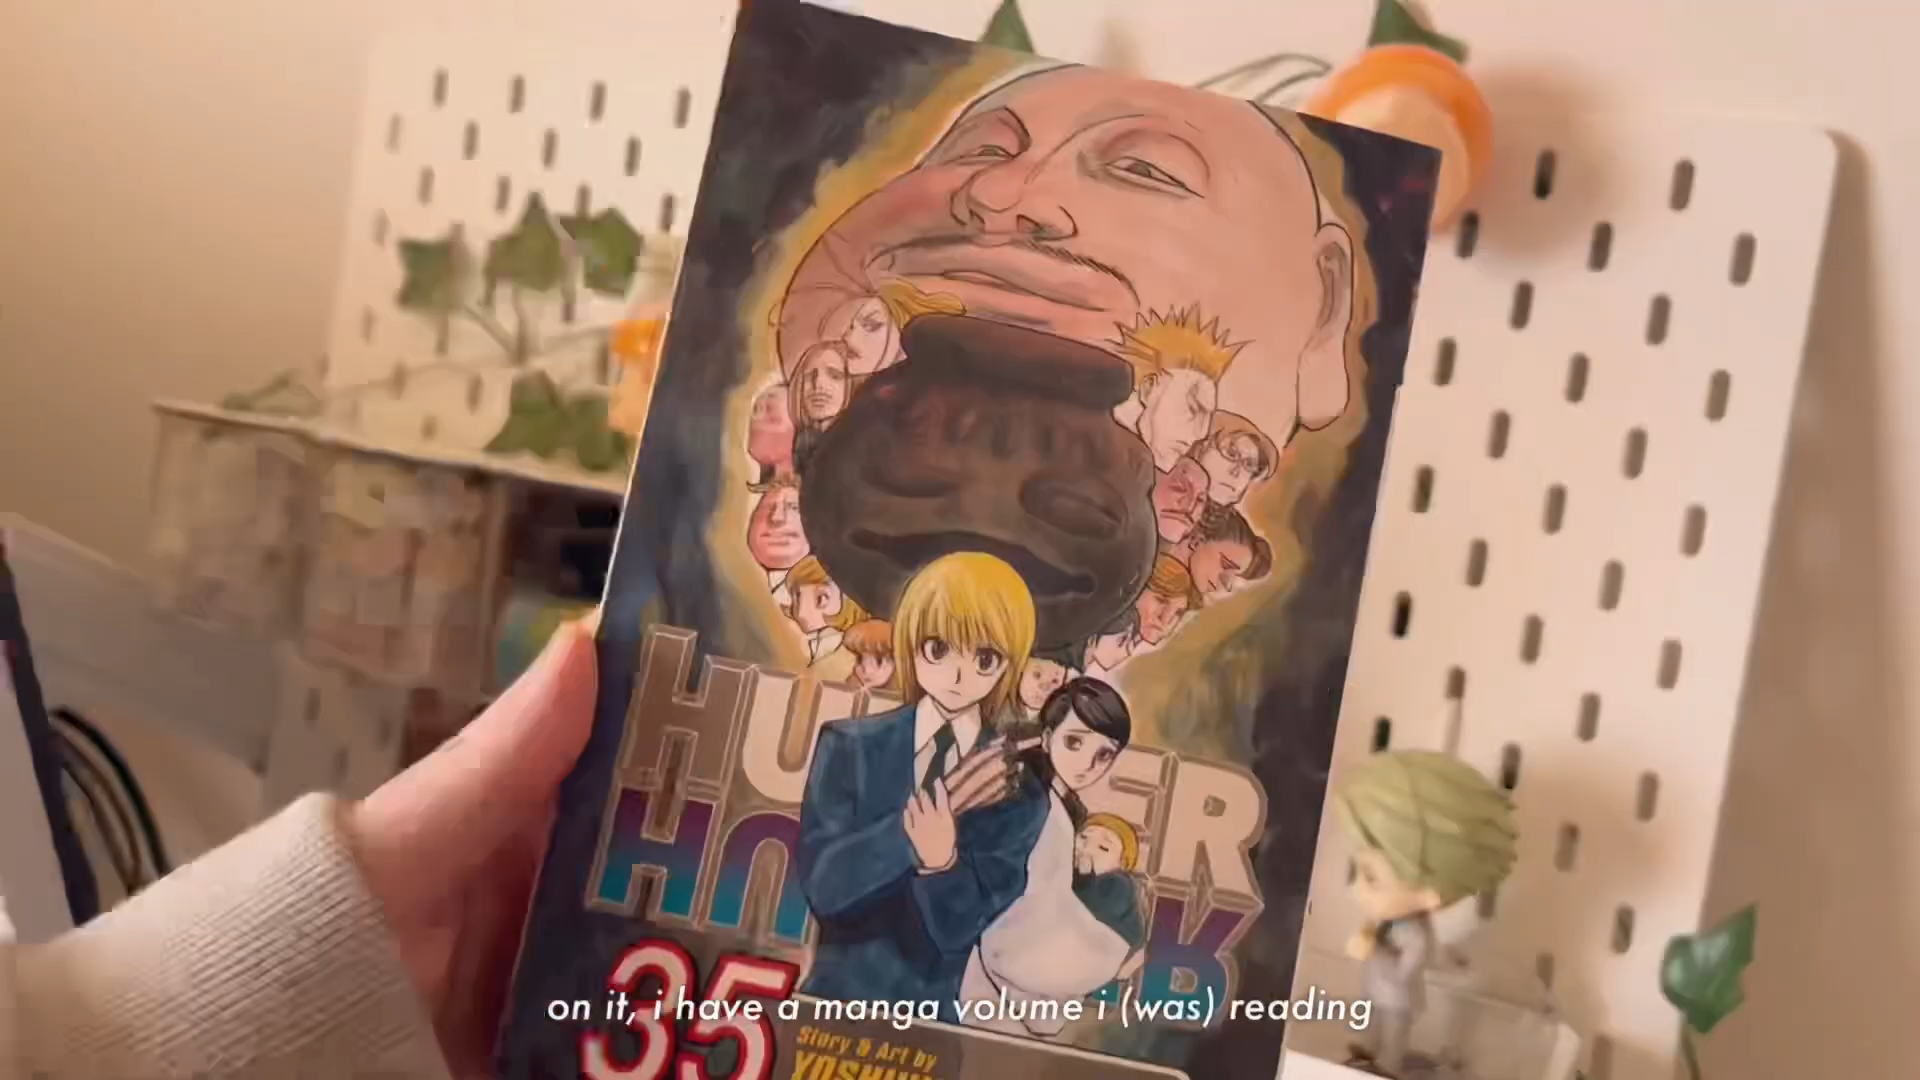 HUNTER
HUNTER
35
Story & Art by
on it, i have a manga volume i (was) reading